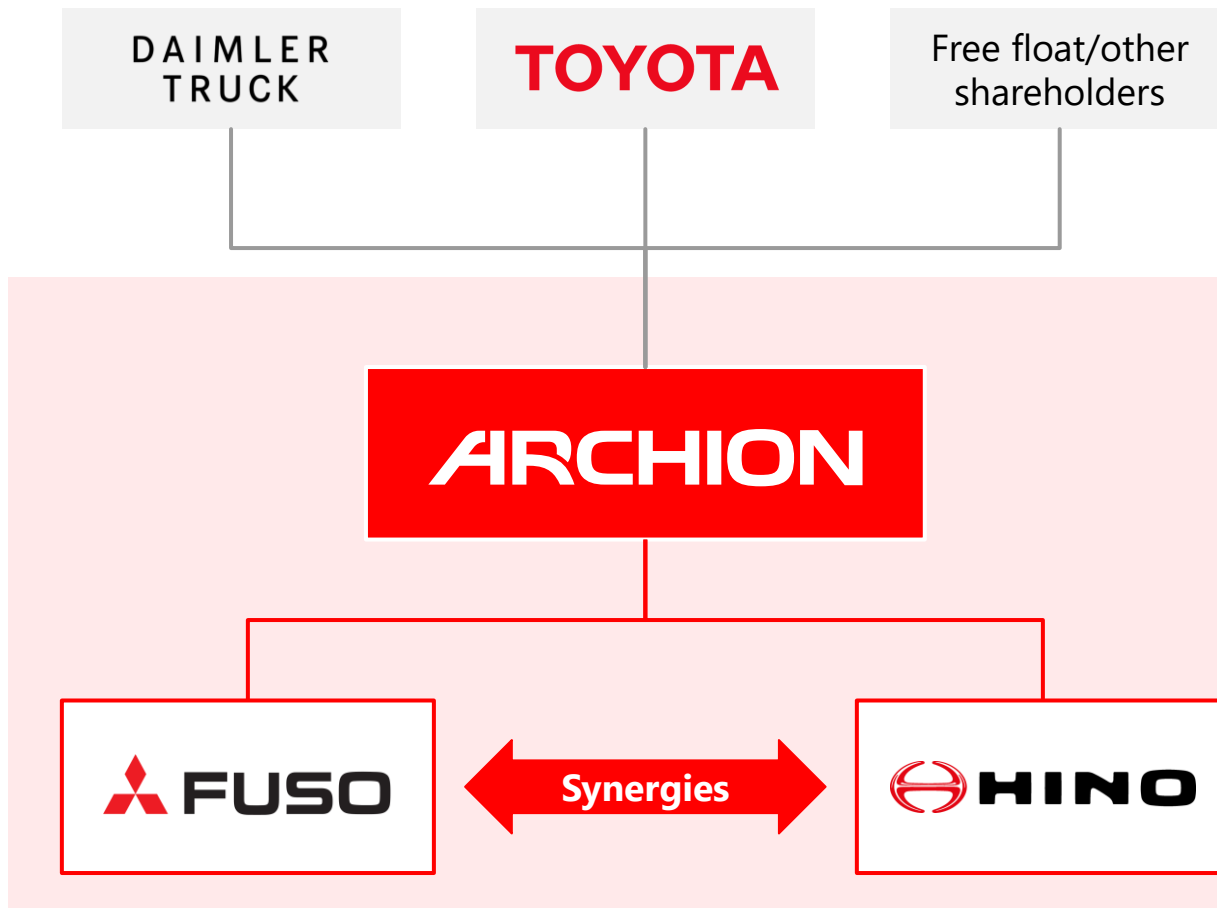 DAIMLER
TRUCK
TOYOTA
Free float/other
shareholders
ARCHION
FUSO
Synergies
HINO